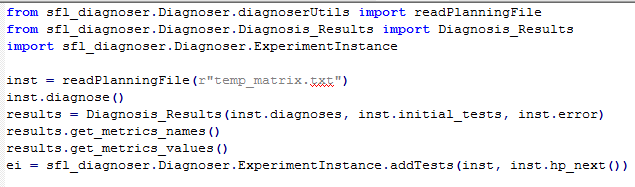 from sfl_diagnoser.Diagnoser.diagnoserUtils import readPlanningFile
from sfl_diagnoser.Diagnoser.Diagnosis_Results import Diagnosis_Results
import sfl_diagnoser.Diagnoser.ExperimentInstance
inst = readPlanningFile(r"temp_matrix.txt")
inst.diagnose()
results = Diagnosis_Results(inst.diagnoses, inst.initial_tests, inst.error)
results.get_metrics_names()
results.get_metrics_values()
ei = sfl_diagnoser.Diagnoser.ExperimentInstance.addTests(inst, inst.hp_next())